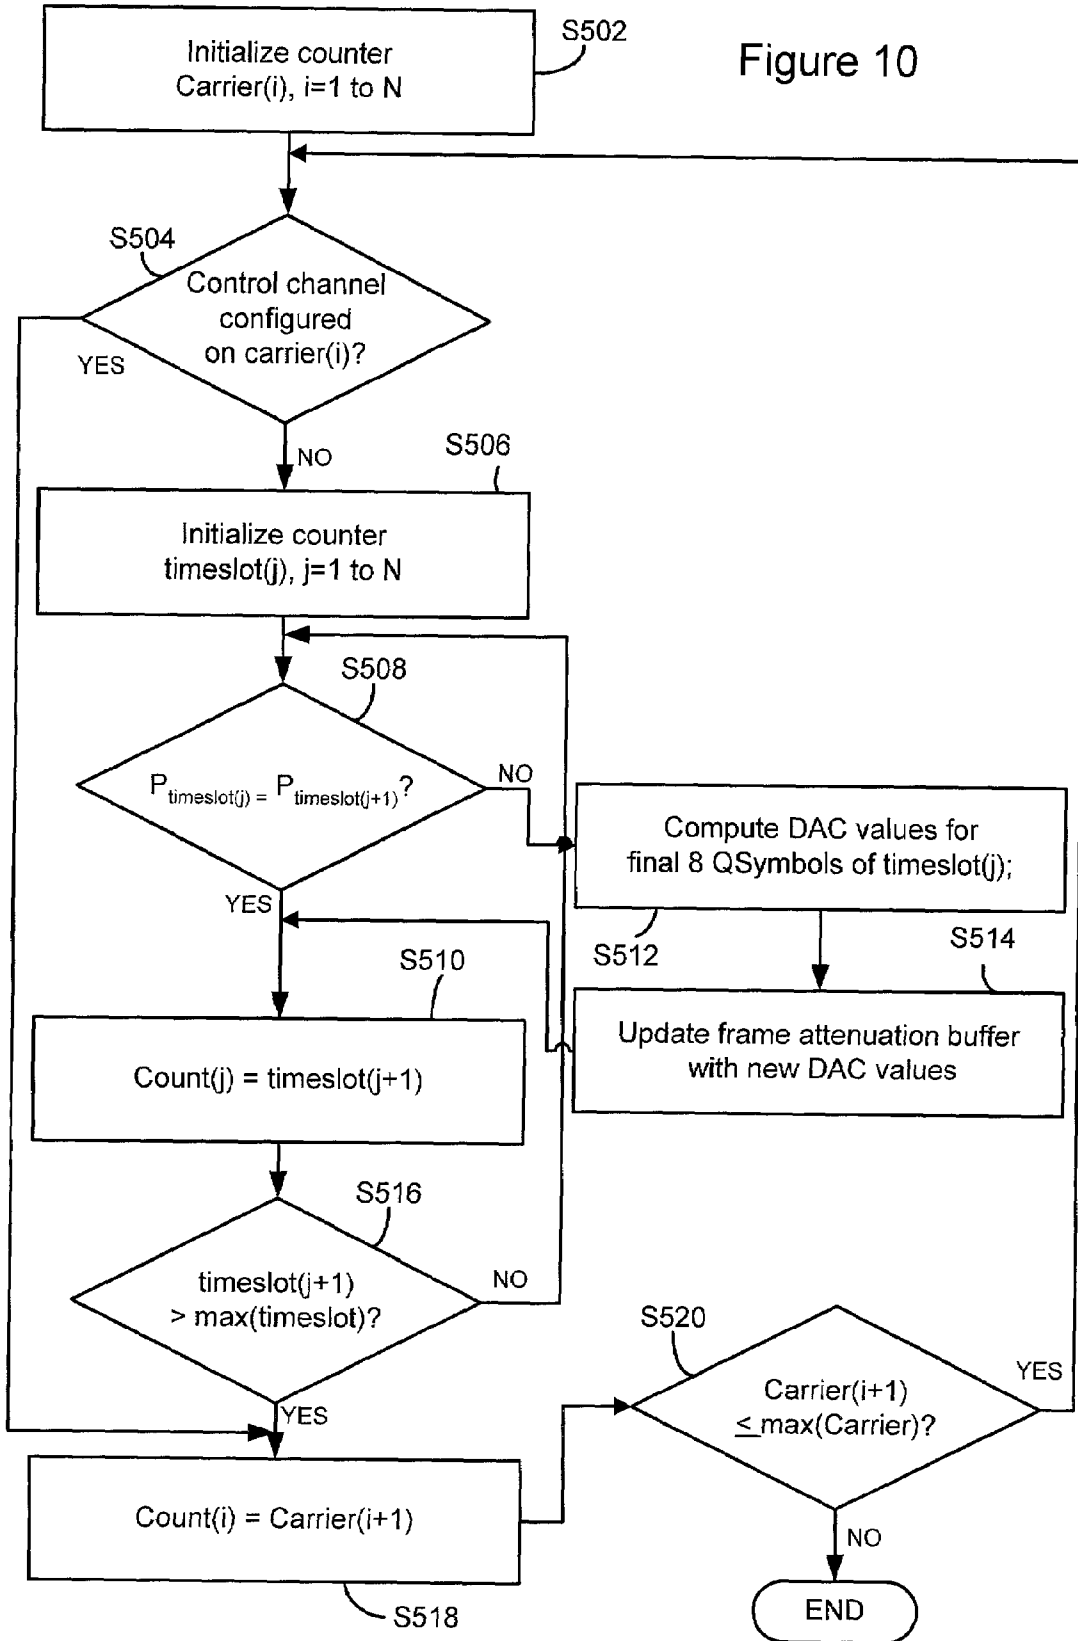 Figure 10
S502
Initialize counter
Carrier(i), i=1 to N
S504
Control channel
configured
on carrier(i)?
YES
NO
S506
Initialize counter
timeslot(j), j=1 to N
S508
Ptimeslot(j) = Ptimeslot(j+1)?
NO
YES
Compute DAC values for
final 8 QSymbols of timeslot(j);
S512
S514
Update frame attenuation buffer
with new DAC values
S510
Count(j) = timeslot(j+1)
S516
timeslot(j+1)
> max(timeslot)?
NO
YES
S520
Carrier(i+1)
≤ max(Carrier)?
YES
NO
Count(i) = Carrier(i+1)
S518
END